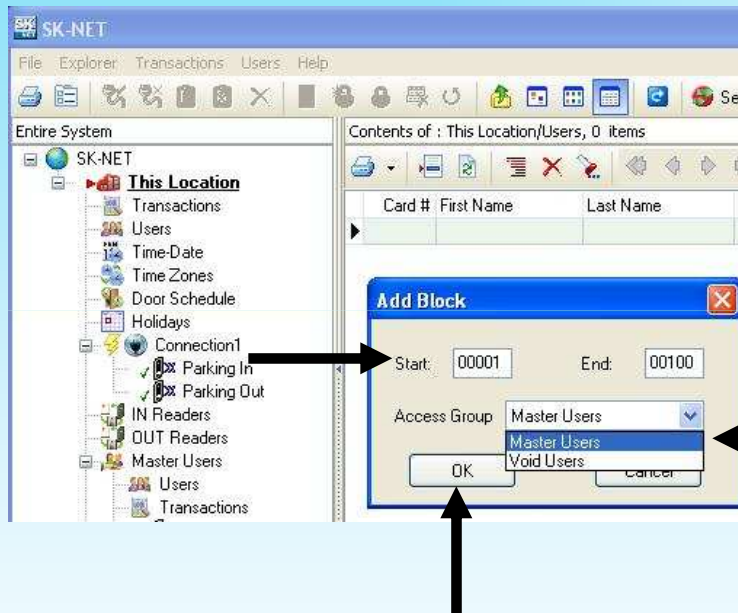 SK-NET
File Explorer Transactions Users Help
Entire System
SK-NET
This Location
Transactions
Users
Time-Date
Time Zones
Door Schedule
Holidays
Connection1
Parking In
Parking Out
IN Readers
OUT Readers
Master Users
Users
Transactions
Contents of : This Location/Users, 0 items
Card # First Name Last Name
Add Block
Start: 00001 End: 00100
Access Group Master Users
Master Users
Void Users
OK Cancel